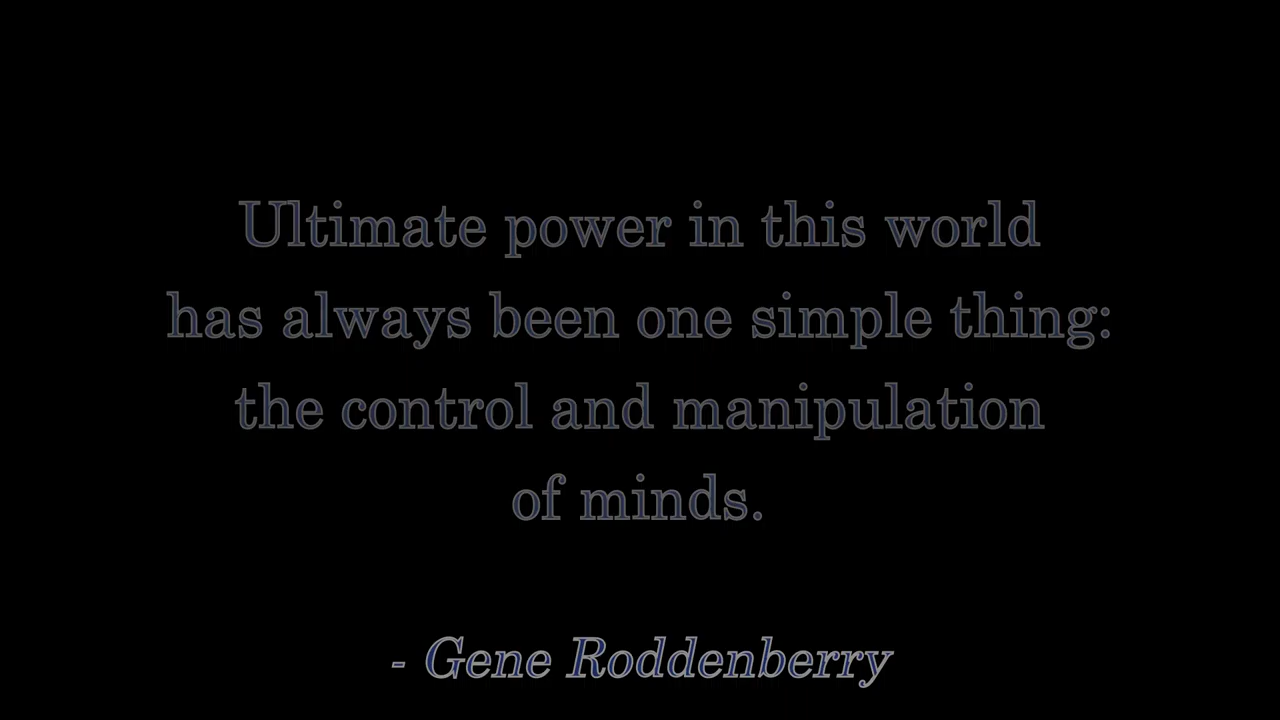 Ultimate power in this world
has always been one simple thing:
the control and manipulation
of minds.
- Gene Roddenberry